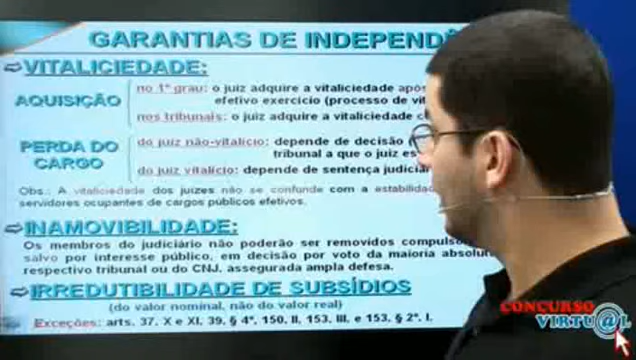 GARANTIAS DE INDEPENDÊ
⇨VITALICIEDADE:
AQUISIÇÃO
no 1º grau: o juiz adquire a vitaliciedade após
efetivo exercício (processo de vit
nos tribunais: o juiz adquire a vitaliciedade c
PERDA DO
CARGO
do juiz não-vitalício: depende de decisão (
tribunal a que o juiz es
do juiz vitalício: depende de sentença judiciar
Obs.: A vitaliciedade dos juízes não se confunde com a estabilidad
servidores ocupantes de cargos públicos efetivos.
⇨INAMOVIBILIDADE:
Os membros do judiciário não poderão ser removidos compulso
salvo por interesse público, em decisão por voto da maioria absolut
respectivo tribunal ou do CNJ, assegurada ampla defesa.
⇨IRREDUTIBILIDADE DE SUBSÍDIOS
(do valor nominal, não do valor real)
Exceções: arts. 37, X e XI, 39, § 4º, 150, II, 153, III, e 153, § 2º, I.
CONCURSO
VIRTU@L